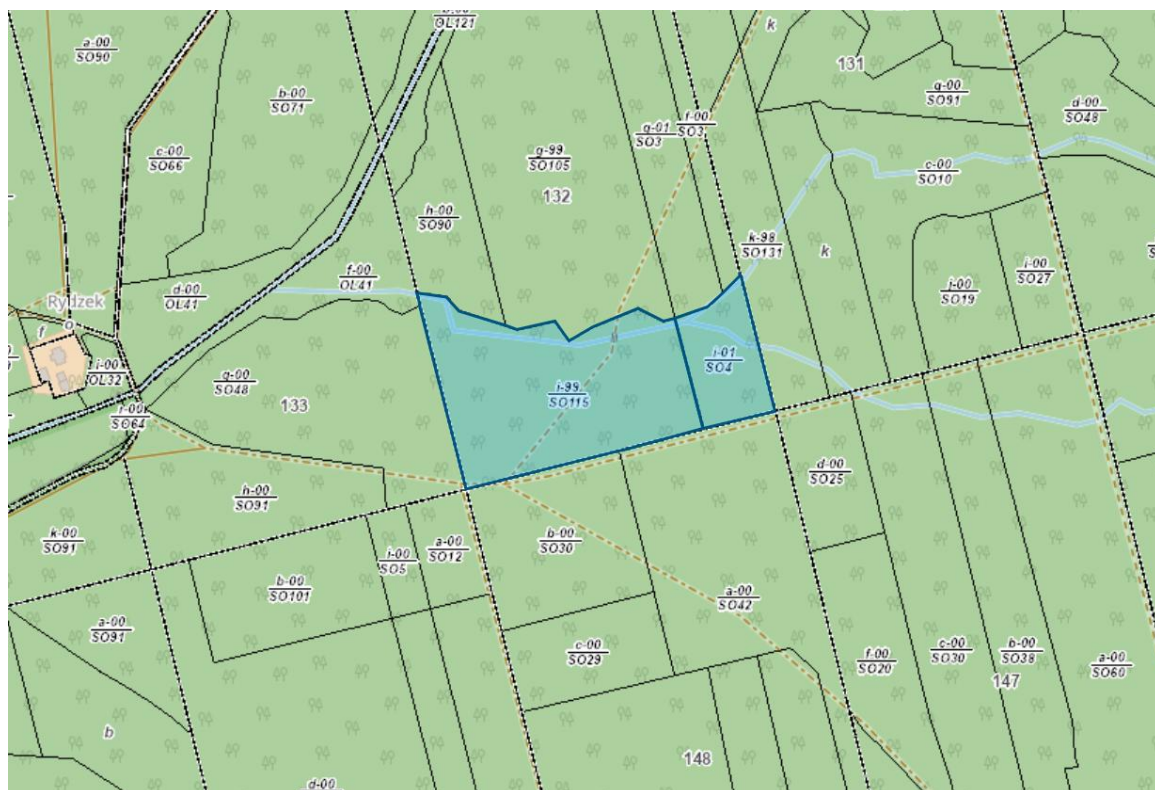 b-00
OL121
k
a-00
SO90
131
g-00
SO91
b-00
SO71
d-00
SO48
g-01
SO3
f-00
SO3
c-00
SO66
g-99
SO105
c-00
SO10
132
h-00
SO90
k-98
SO131
k
f-00
OL41
i-00
SO27
d-00
OL41
j-00
SO19
Rydzek
f
i-00
OL32
i-01
SO4
g-00
SO48
i-99
SO115
133
j-00
SO64
d-00
SO25
h-00
SO91
k-00
SO91
a-00
SO12
b-00
SO30
i-00
SO5
b-00
SO101
a-00
SO42
a-00
SO91
c-00
SO29
f-00
SO20
c-00
SO30
b-00
SO38
a-00
SO60
147
b
148
d-00